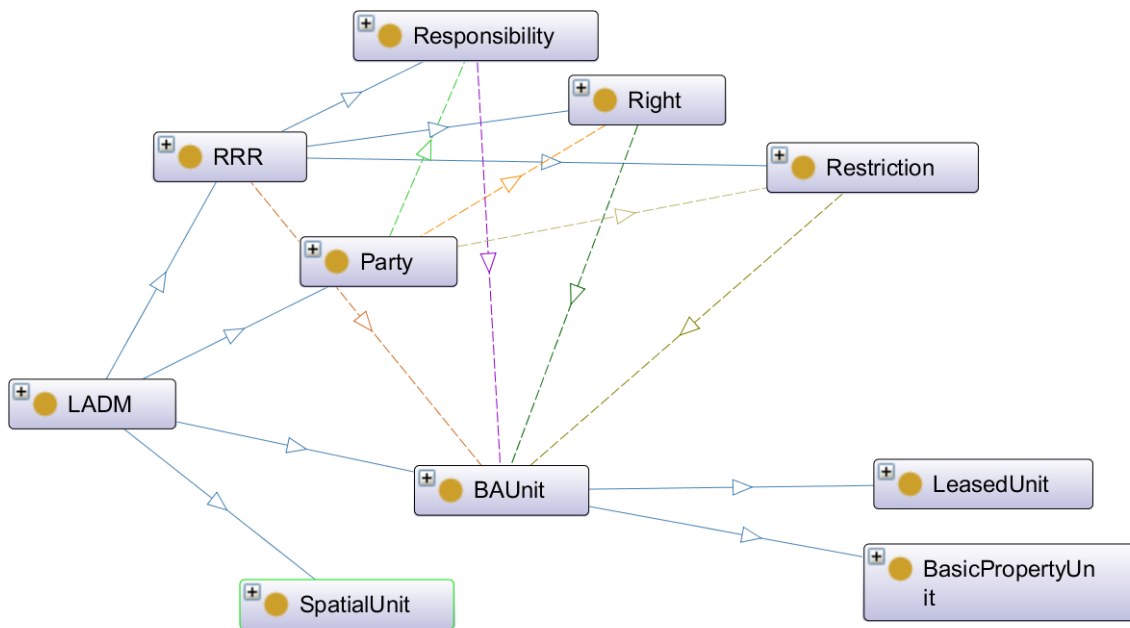 Responsibility
Right
RRR
Restriction
Party
LADM
BAUnit
LeasedUnit
BasicPropertyUn
it
SpatialUnit